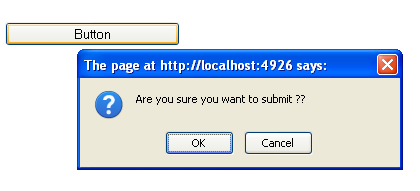 Button
The page at http://localhost:4926 says:
Are you sure you want to submit ??
OK
Cancel